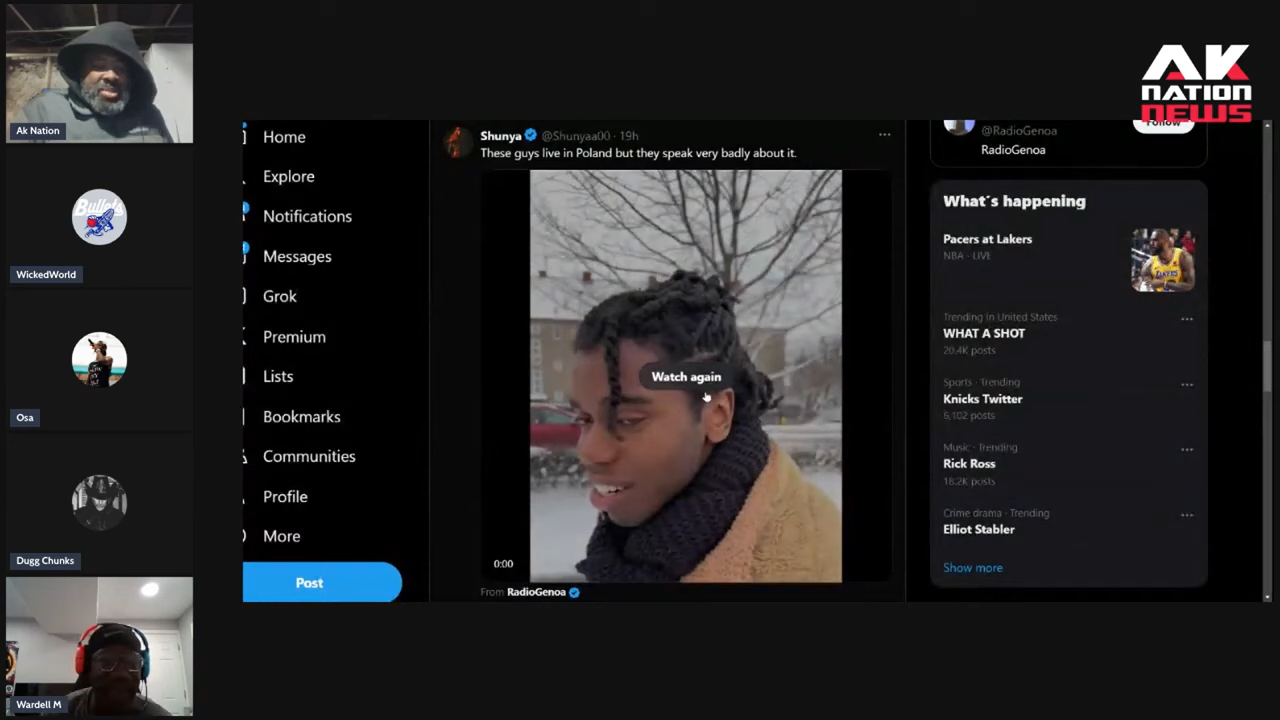 Ak Nation
Bullets
WickedWorld
Osa
Dugg Chunks
Wardell M
Home
Explore
Notifications
Messages
Grok
Premium
Lists
Bookmarks
Communities
Profile
More
Post
Shunya @Shunyaa00 · 19h
These guys live in Poland but they speak very badly about it.
Watch again
0:00
From RadioGenoa
AK
NATION
NEWS
@RadioGenoa
Follow
RadioGenoa
What's happening
Pacers at Lakers
NBA · LIVE
Trending in United States
WHAT A SHOT
20.4K posts
Sports · Trending
Knicks Twitter
6,102 posts
Music · Trending
Rick Ross
18.2K posts
Crime drama · Trending
Elliot Stabler
Show more